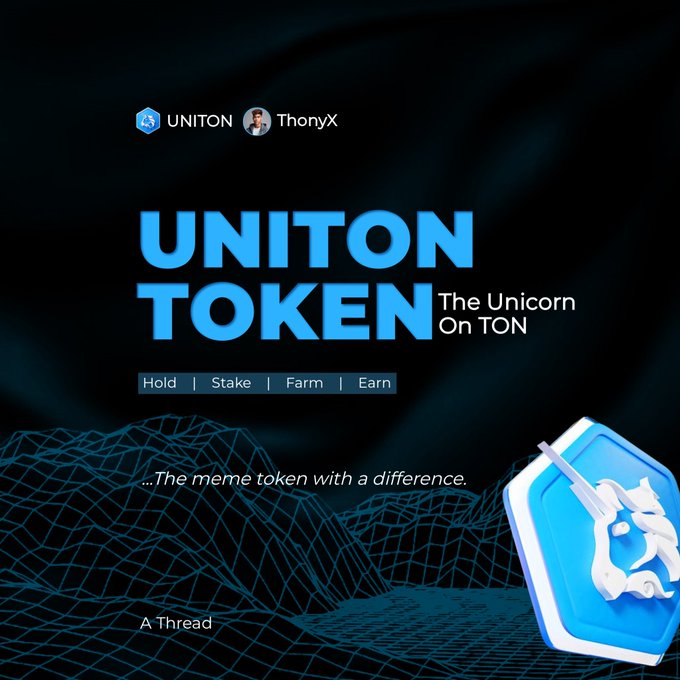 UNITON ThonyX
UNITON
TOKEN
The Unicorn
On TON
Hold | Stake | Farm | Earn
...The meme token with a difference.
A Thread